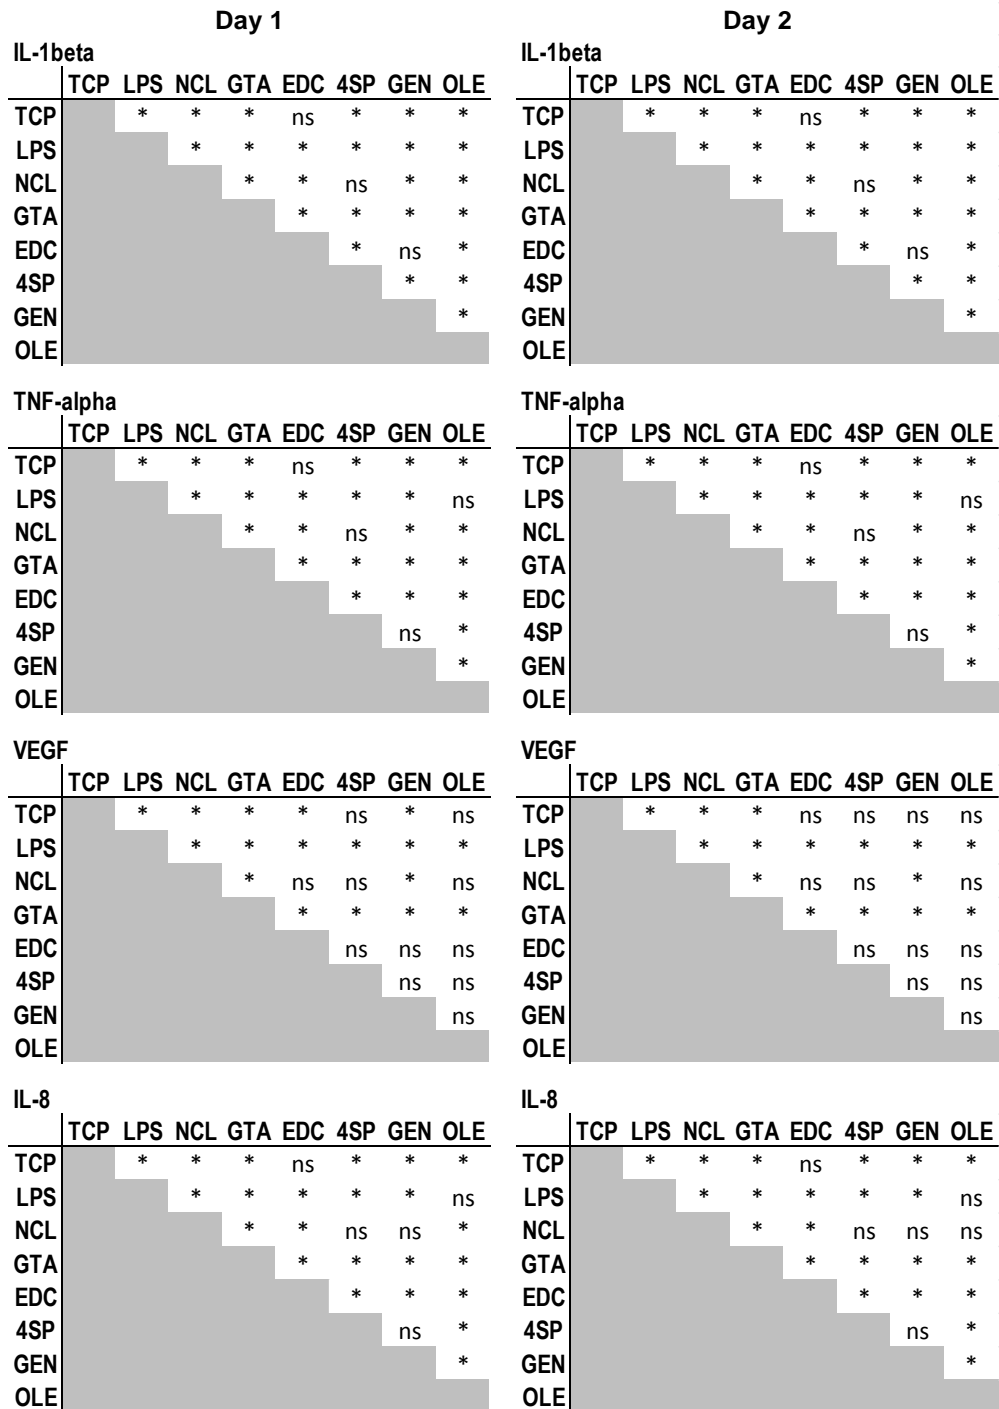 Day 1 Day 2
IL-1beta IL-1beta
TCP LPS NCL GTA EDC 4SP GEN OLE TCP LPS NCL GTA EDC 4SP GEN OLE
TCP * * * ns * * * TCP * * * ns * * *
LPS * * * * * * LPS * * * * * *
NCL * * ns * * NCL * * ns * *
GTA * * * * GTA * * * *
EDC * ns * EDC * ns *
4SP * * 4SP * *
GEN * GEN *
OLE OLE
TNF-alpha TNF-alpha
TCP LPS NCL GTA EDC 4SP GEN OLE TCP LPS NCL GTA EDC 4SP GEN OLE
TCP * * * ns * * * TCP * * * ns * * *
LPS * * * * * ns LPS * * * * * ns
NCL * * ns * * NCL * * ns * *
GTA * * * * GTA * * * *
EDC * * * EDC * * *
4SP ns * 4SP ns *
GEN * GEN *
OLE OLE
VEGF VEGF
TCP LPS NCL GTA EDC 4SP GEN OLE TCP LPS NCL GTA EDC 4SP GEN OLE
TCP * * * * ns * ns TCP * * * ns ns ns ns
LPS * * * * * * LPS * * * * * *
NCL * ns ns * ns NCL * ns ns * ns
GTA * * * * GTA * * * *
EDC ns ns ns EDC ns ns ns
4SP ns ns 4SP ns ns
GEN ns GEN ns
OLE OLE
IL-8 IL-8
TCP LPS NCL GTA EDC 4SP GEN OLE TCP LPS NCL GTA EDC 4SP GEN OLE
TCP * * * ns * * * TCP * * * ns * * *
LPS * * * * * ns LPS * * * * * ns
NCL * * ns ns * NCL * * ns ns ns
GTA * * * * GTA * * * *
EDC * * * EDC * * *
4SP ns * 4SP ns *
GEN * GEN *
OLE OLE